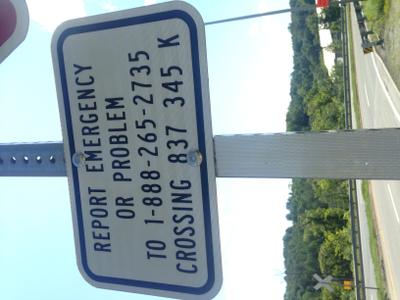 REPORT EMERGENCY
OR PROBLEM
TO 1-888-265-2735
CROSSING 837 345 K